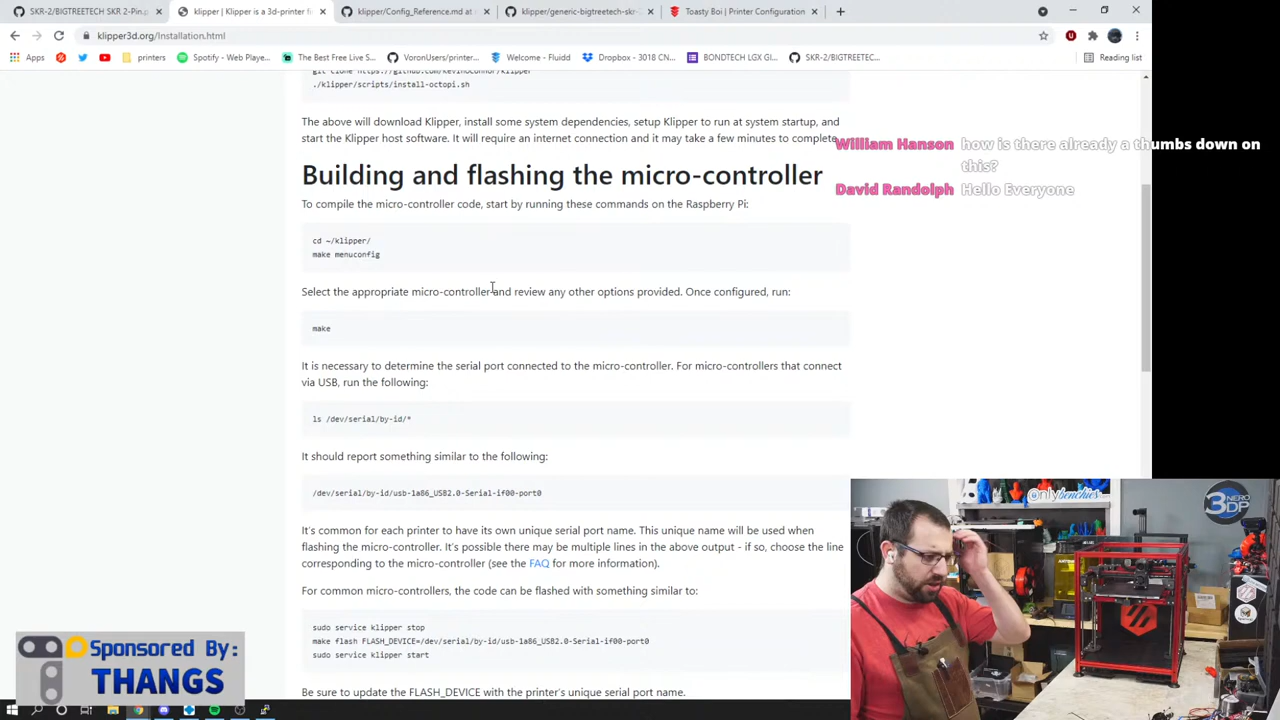 SKR-2/BIGTREETECH SKR 2-Pin.p
klipper | Klipper is a 3d-printer fi
klipper/Config_Reference.md at
klipper/generic-bigtreetech-skr-
Toasty Boi | Printer Configuration
klipper3d.org/Installation.html
Apps
printers
Spotify - Web Playe...
The Best Free Live S...
VoronUsers/printer...
Welcome - Fluidd
Dropbox - 3018 CN...
BONDTECH LGX GI...
SKR-2/BIGTREETEC...
Reading list
./klipper/scripts/install-octopi.sh
The above will download Klipper, install some system dependencies, setup Klipper to run at system startup, and
start the Klipper host software. It will require an internet connection and it may take a few minutes to complete.
William Hanson how is there already a thumbs down on
this?
David Randolph Hello Everyone
Building and flashing the micro-controller
To compile the micro-controller code, start by running these commands on the Raspberry Pi:
cd ~/klipper/
make menuconfig
Select the appropriate micro-controller and review any other options provided. Once configured, run:
make
It is necessary to determine the serial port connected to the micro-controller. For micro-controllers that connect
via USB, run the following:
ls /dev/serial/by-id/*
It should report something similar to the following:
/dev/serial/by-id/usb-1a86_USB2.0-Serial-if00-port0
It's common for each printer to have its own unique serial port name. This unique name will be used when
flashing the micro-controller. It's possible there may be multiple lines in the above output - if so, choose the line
corresponding to the micro-controller (see the FAQ for more information).
For common micro-controllers, the code can be flashed with something similar to:
sudo service klipper stop
make flash FLASH_DEVICE=/dev/serial/by-id/usb-1a86_USB2.0-Serial-if00-port0
sudo service klipper start
Be sure to update the FLASH_DEVICE with the printer's unique serial port name.
Sponsored By:
THANGS
Onlybenchies
NERO
3DP